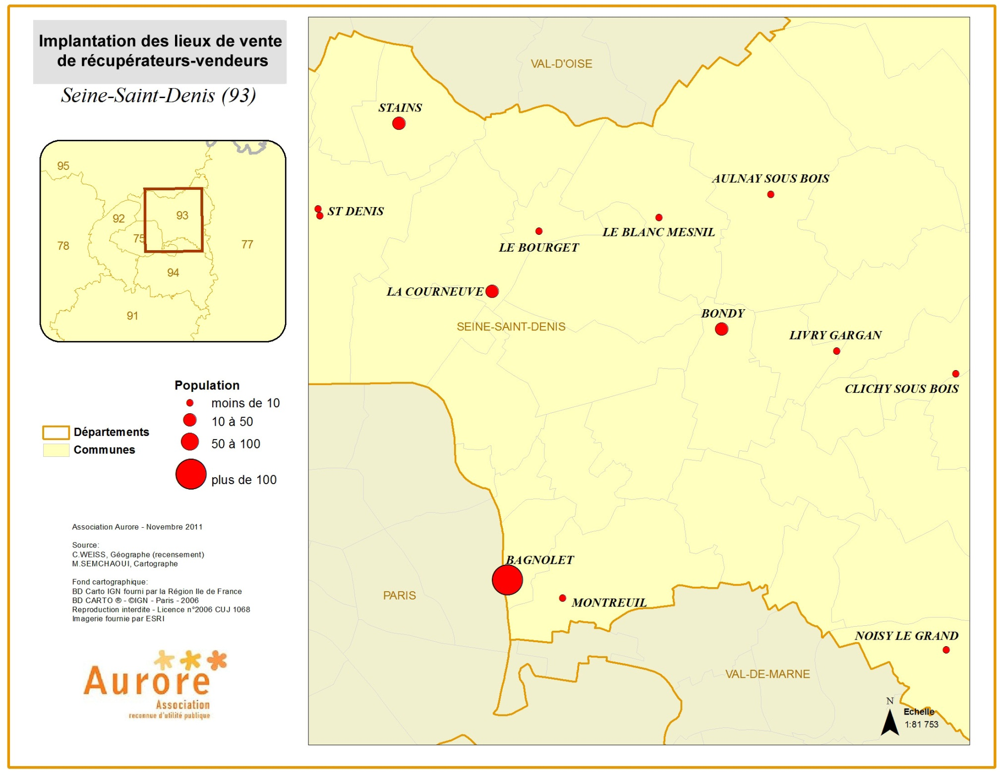 Implantation des lieux de vente
de récupérateurs-vendeurs
Seine-Saint-Denis (93)
95
92
93
75
78
77
94
91
Population
moins de 10
10 à 50
50 à 100
plus de 100
Départements
Communes
Association Aurore - Novembre 2011
Source:
C.WEISS, Géographe (recensement)
M.SEMCHAOUI, Cartographe
Fond cartographique:
BD Carto IGN fourni par la Région Ile de France
BD CARTO ® - ©IGN - Paris - 2006
Reproduction interdite - Licence n°2006 CUJ 1068
Imagerie fournie par ESRI
Aurore
Association
reconnue d'utilité publique
VAL-D'OISE
STAINS
AULNAY SOUS BOIS
ST DENIS
LE BLANC MESNIL
LE BOURGET
LA COURNEUVE
BONDY
SEINE-SAINT-DENIS
LIVRY GARGAN
CLICHY SOUS BOIS
BAGNOLET
PARIS
MONTREUIL
NOISY LE GRAND
VAL-DE-MARNE
N
Echelle
1:81 753